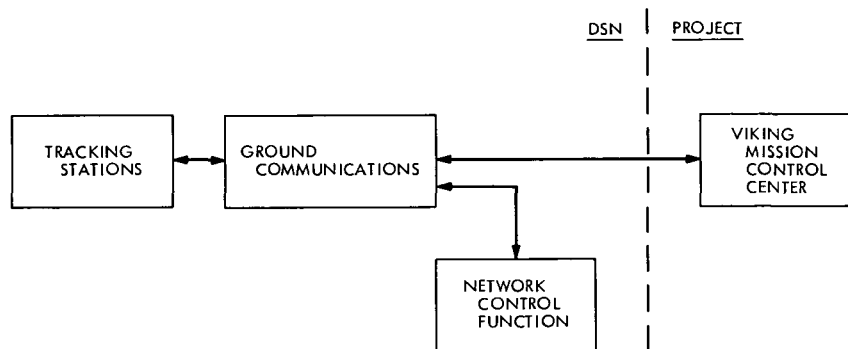 DSN
PROJECT
TRACKING
STATIONS
GROUND
COMMUNICATIONS
VIKING
MISSION
CONTROL
CENTER
NETWORK
CONTROL
FUNCTION